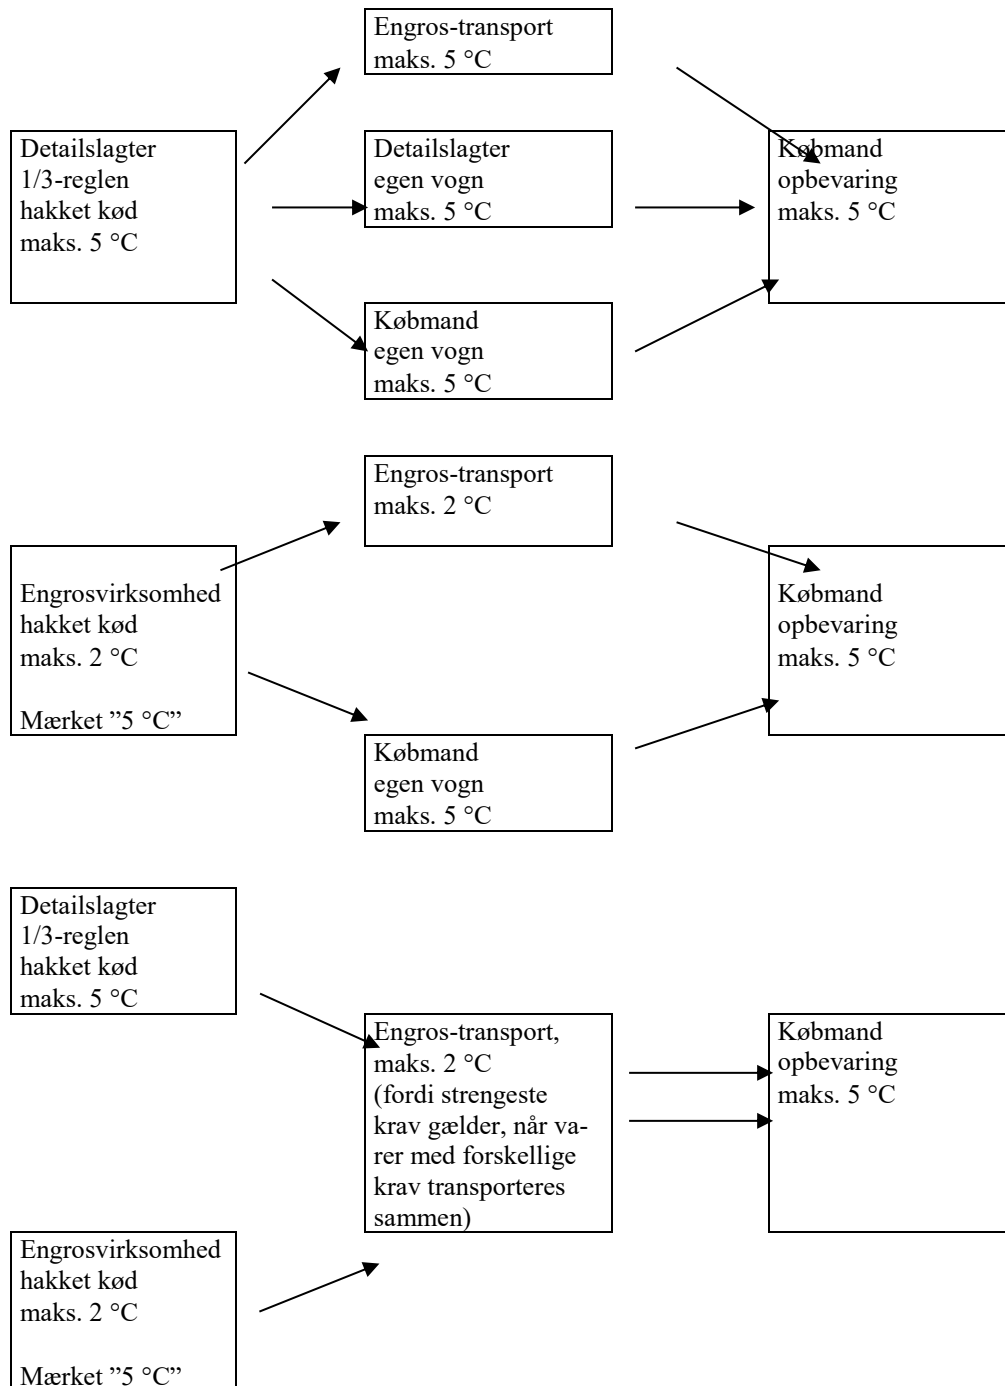 Engros-transport
maks. 5 °C
Detailslagter
1/3-reglen
hakket kød
maks. 5 °C
Detailslagter
egen vogn
maks. 5 °C
Købmand
opbevaring
maks. 5 °C
Købmand
egen vogn
maks. 5 °C
Engros-transport
maks. 2 °C
Engrosvirksomhed
hakket kød
maks. 2 °C
Mærket ”5 °C”
Købmand
opbevaring
maks. 5 °C
Købmand
egen vogn
maks. 5 °C
Detailslagter
1/3-reglen
hakket kød
maks. 5 °C
Engros-transport,
maks. 2 °C
(fordi strengeste
krav gælder, når va-
rer med forskellige
krav transporteres
sammen)
Købmand
opbevaring
maks. 5 °C
Engrosvirksomhed
hakket kød
maks. 2 °C
Mærket ”5 °C”